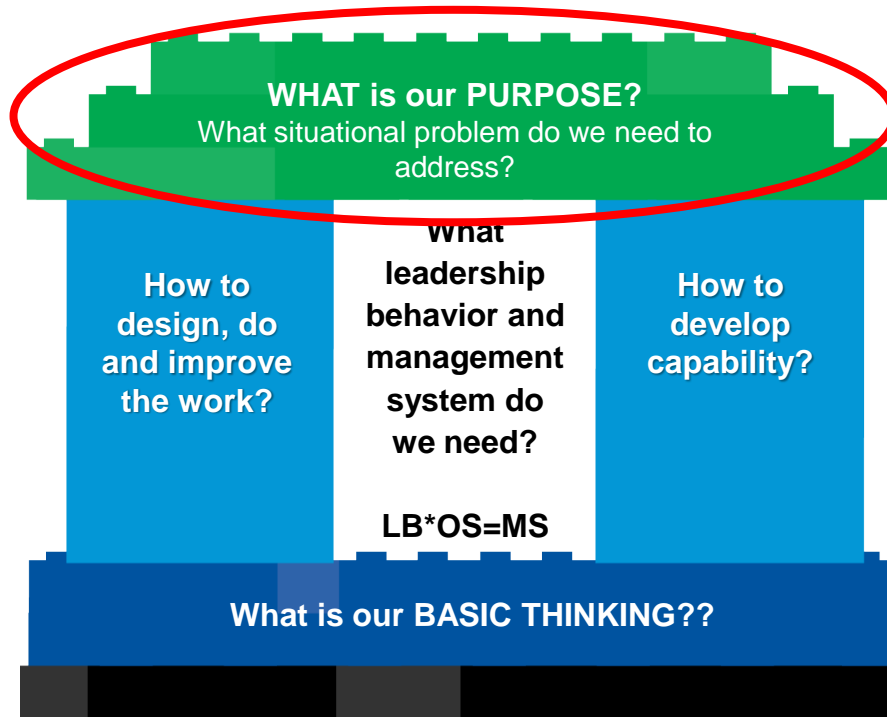 WHAT is our PURPOSE?
What situational problem do we need to
address?
How to
design, do
and improve
the work?
What
leadership
behavior and
management
system do
we need?
LB*OS=MS
How to
develop
capability?
What is our BASIC THINKING??